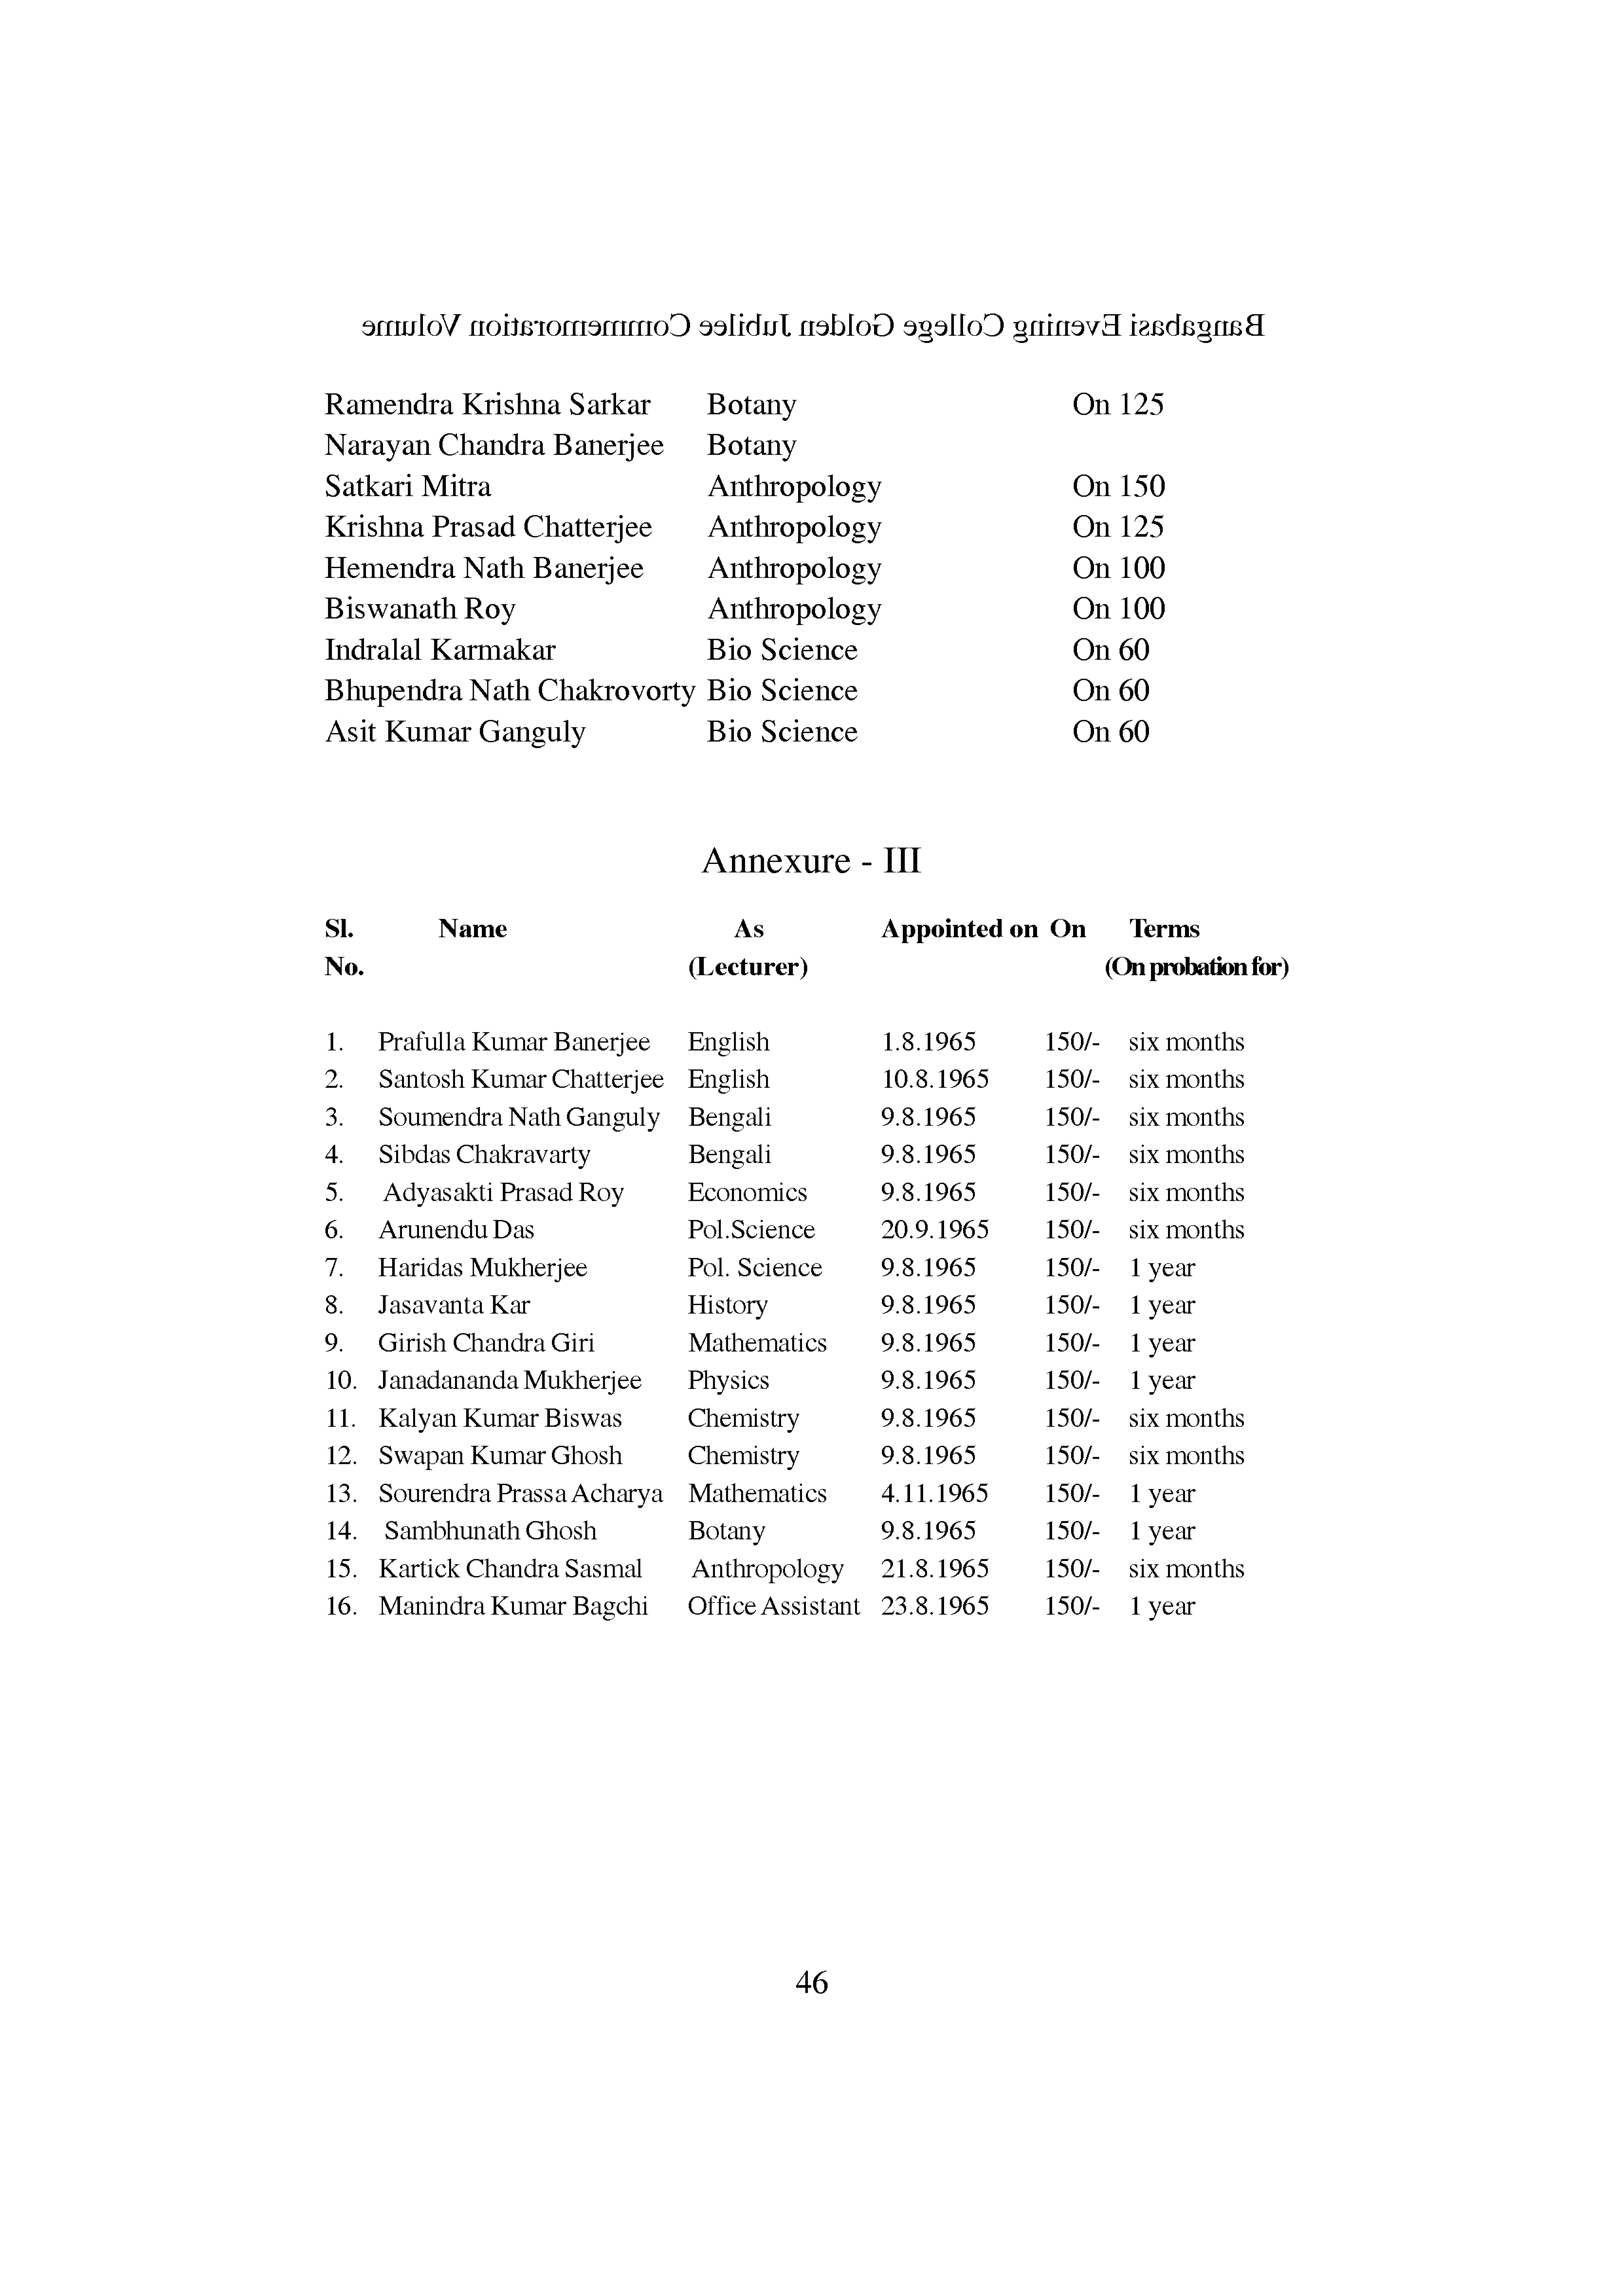 Bangabasi Evening College Golden Jubilee Commemoration Volume
Ramendra Krishna Sarkar Botany On 125
Narayan Chandra Banerjee Botany
Satkari Mitra Anthropology On 150
Krishna Prasad Chatterjee Anthropology On 125
Hemendra Nath Banerjee Anthropology On 100
Biswanath Roy Anthropology On 100
Indralal Karmakar Bio Science On 60
Bhupendra Nath Chakrovorty Bio Science On 60
Asit Kumar Ganguly Bio Science On 60
Annexure - III
Sl. Name As Appointed on On Terms
No. (Lecturer) (On probation for)
1. Prafulla Kumar Banerjee English 1.8.1965 150/- six months
2. Santosh Kumar Chatterjee English 10.8.1965 150/- six months
3. Soumendra Nath Ganguly Bengali 9.8.1965 150/- six months
4. Sibdas Chakravarty Bengali 9.8.1965 150/- six months
5. Adyasakti Prasad Roy Economics 9.8.1965 150/- six months
6. Arunendu Das Pol.Science 20.9.1965 150/- six months
7. Haridas Mukherjee Pol. Science 9.8.1965 150/- 1 year
8. Jasavanta Kar History 9.8.1965 150/- 1 year
9. Girish Chandra Giri Mathematics 9.8.1965 150/- 1 year
10. Janadananda Mukherjee Physics 9.8.1965 150/- 1 year
11. Kalyan Kumar Biswas Chemistry 9.8.1965 150/- six months
12. Swapan Kumar Ghosh Chemistry 9.8.1965 150/- six months
13. Sourendra Prassa Acharya Mathematics 4.11.1965 150/- 1 year
14. Sambhunath Ghosh Botany 9.8.1965 150/- 1 year
15. Kartick Chandra Sasmal Anthropology 21.8.1965 150/- six months
16. Manindra Kumar Bagchi Office Assistant 23.8.1965 150/- 1 year
46